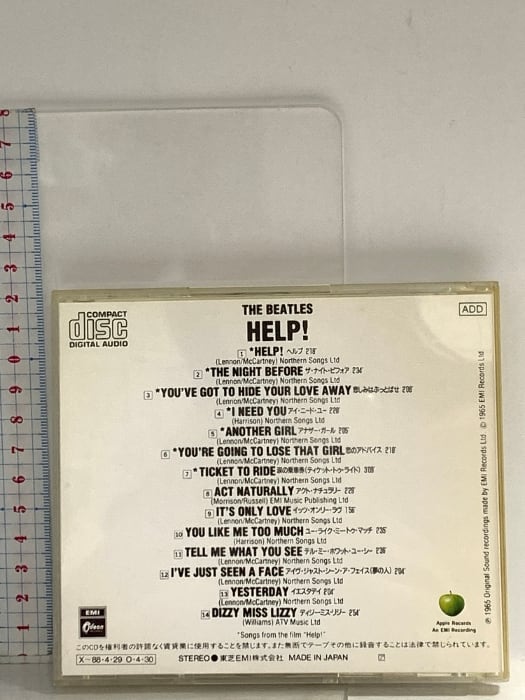 COMPACT
disc
DIGITAL AUDIO
THE BEATLES
HELP!
ADD
1 *HELP! ヘルプ 2'18"
(Lennon/McCartney) Northern Songs Ltd
2 *THE NIGHT BEFORE ザ・ナイト・ビフォア 2'34"
(Lennon/McCartney) Northern Songs Ltd
3 *YOU'VE GOT TO HIDE YOUR LOVE AWAY 悲しみはぶっとばせ 2'08"
(Lennon/McCartney) Northern Songs Ltd
4 *I NEED YOU アイ・ニード・ユー 2'28"
(Harrison) Northern Songs Ltd
5 *ANOTHER GIRL アナザー・ガール 2'05"
(Lennon/McCartney) Northern Songs Ltd
6 *YOU'RE GOING TO LOSE THAT GIRL 恋のアドバイス 2'18"
(Lennon/McCartney) Northern Songs Ltd
7 *TICKET TO RIDE 涙の乗車券(ティケット・トゥ・ライド)
(Lennon/McCartney) Northern Songs Ltd
8 ACT NATURALLY アクト・ナチュラリー
(Morrison/Russell) EMI Music Publishing Ltd
9 IT'S ONLY LOVE イッツ・オンリー・ラヴ
(Lennon/McCartney) Northern Songs Ltd
10 YOU LIKE ME TOO MUCH ユー・ライク・ミー・トゥ・マッチ
(Harrison) Northern Songs Ltd
11 TELL ME WHAT YOU SEE テル・ミー・ホワット・ユー・シー
(Lennon/McCartney) Northern Songs Ltd
12 I'VE JUST SEEN A FACE アイヴ・ジャスト・シーン・ア・フェイス(夢の人) 2'04"
(Lennon/McCartney) Northern Songs Ltd
13 YESTERDAY イエスタデイ 2'04"
(Lennon/McCartney) Northern Songs Ltd
14 DIZZY MISS LIZZY ディジー・ミス・リジー 2'54"
(Williams) ATV Music Ltd
*Songs from the film "Help!"
EMI
Odeon
Apple Records
An EMI Recording
℗ 1965 Original Sound recordings made by EMI Records Ltd © 1965 EMI Records Ltd
このCDを権利者の許諾なく賃貸業に使用することを禁じます。また無断でテープその他に録音することは法律で禁じられています。
X-88・4・29 0・4・30
STEREO● 東芝EMI株式会社 MADE IN JAPAN
8 7 6 5 4 3 2 1 0 9 8 7 6 5 4 3 2 1